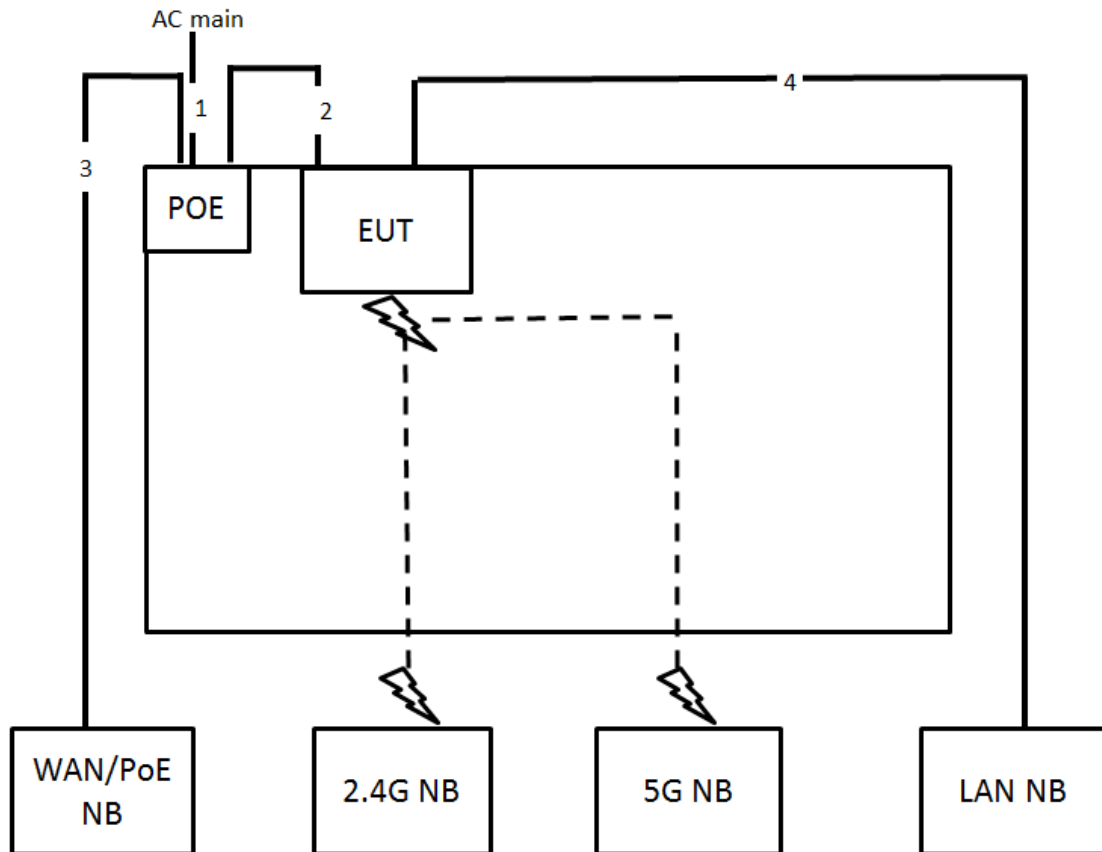 AC main
1
2
4
3
POE
EUT
WAN/PoE
NB
2.4G NB
5G NB
LAN NB